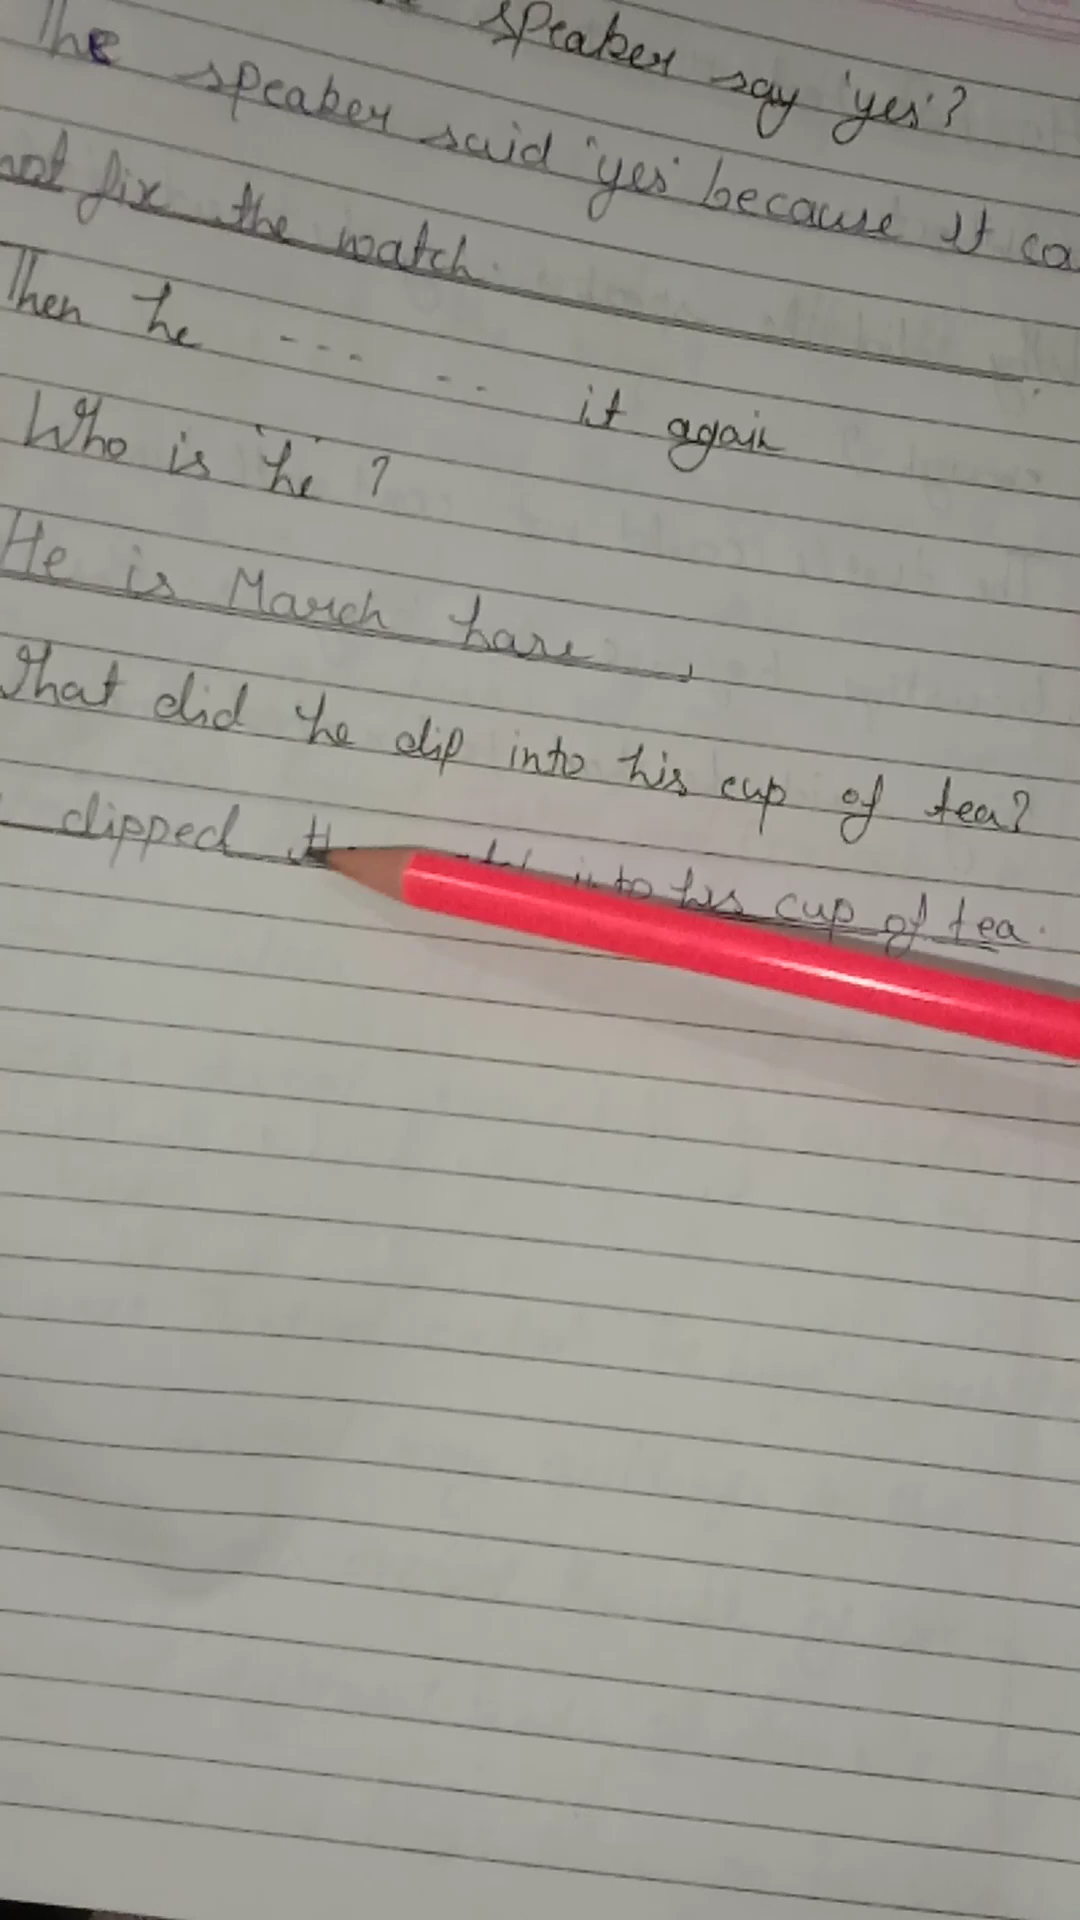 speaker say 'yes'?
The speaker said 'yes' because it co
not fix the watch.
Then he --- -- it again
Who is 'he'?
He is March hare
What did he dip into his cup of tea?
dipped into his cup of tea.